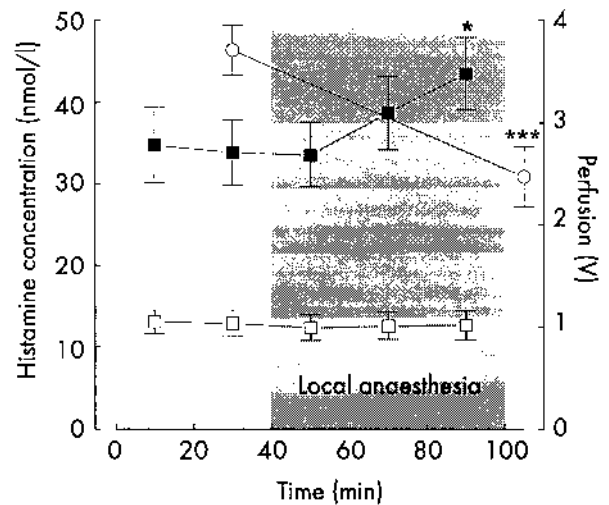 Histamine concentration (nmol/l)
50
40
30
20
10
0
0 20 40 60 80 100
Time (min)
4
3
2
1
0
Perfusion (V)
*
***
Local anaesthesia